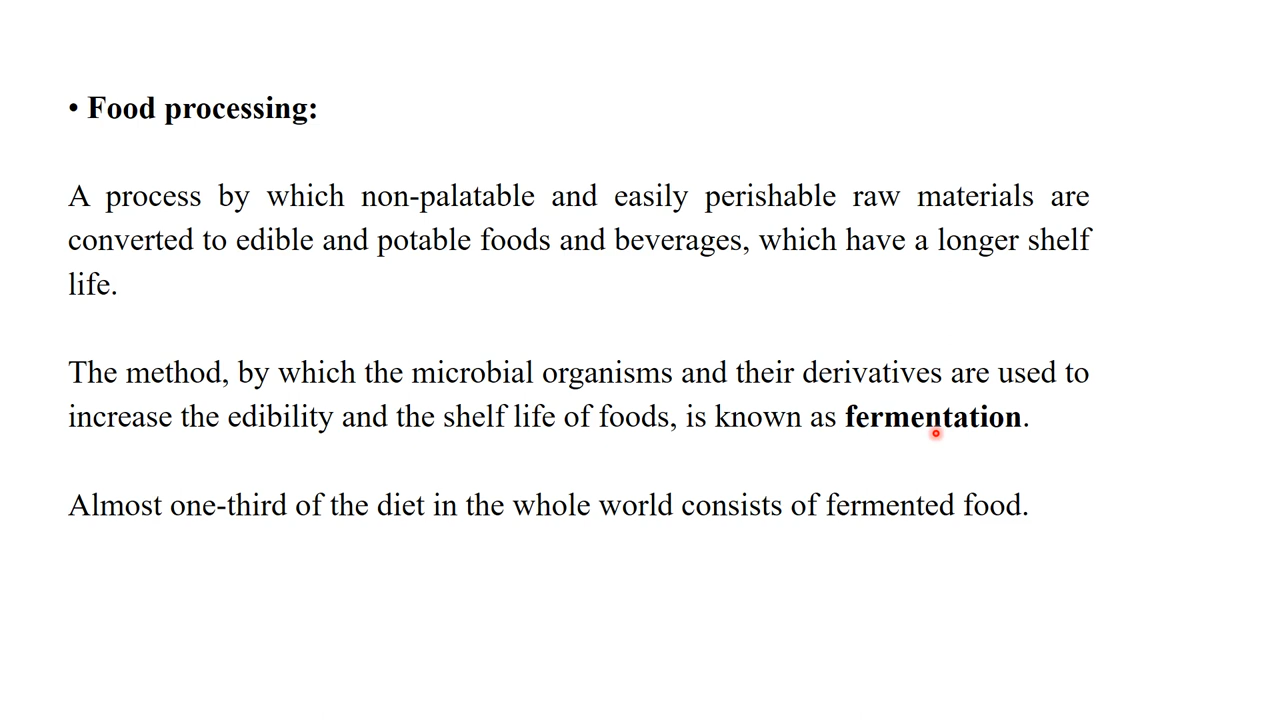 • Food processing:
A process by which non-palatable and easily perishable raw materials are
converted to edible and potable foods and beverages, which have a longer shelf
life.
The method, by which the microbial organisms and their derivatives are used to
increase the edibility and the shelf life of foods, is known as fermentation.
Almost one-third of the diet in the whole world consists of fermented food.